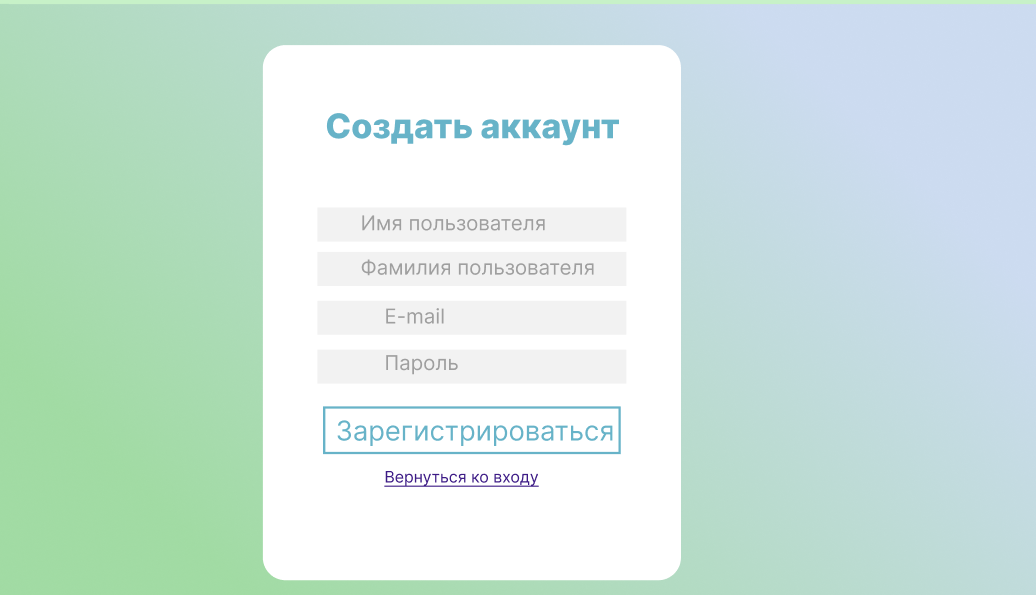 Создать аккаунт
Имя пользователя
Фамилия пользователя
E-mail
Пароль
Зарегистрироваться
Вернуться ко входу